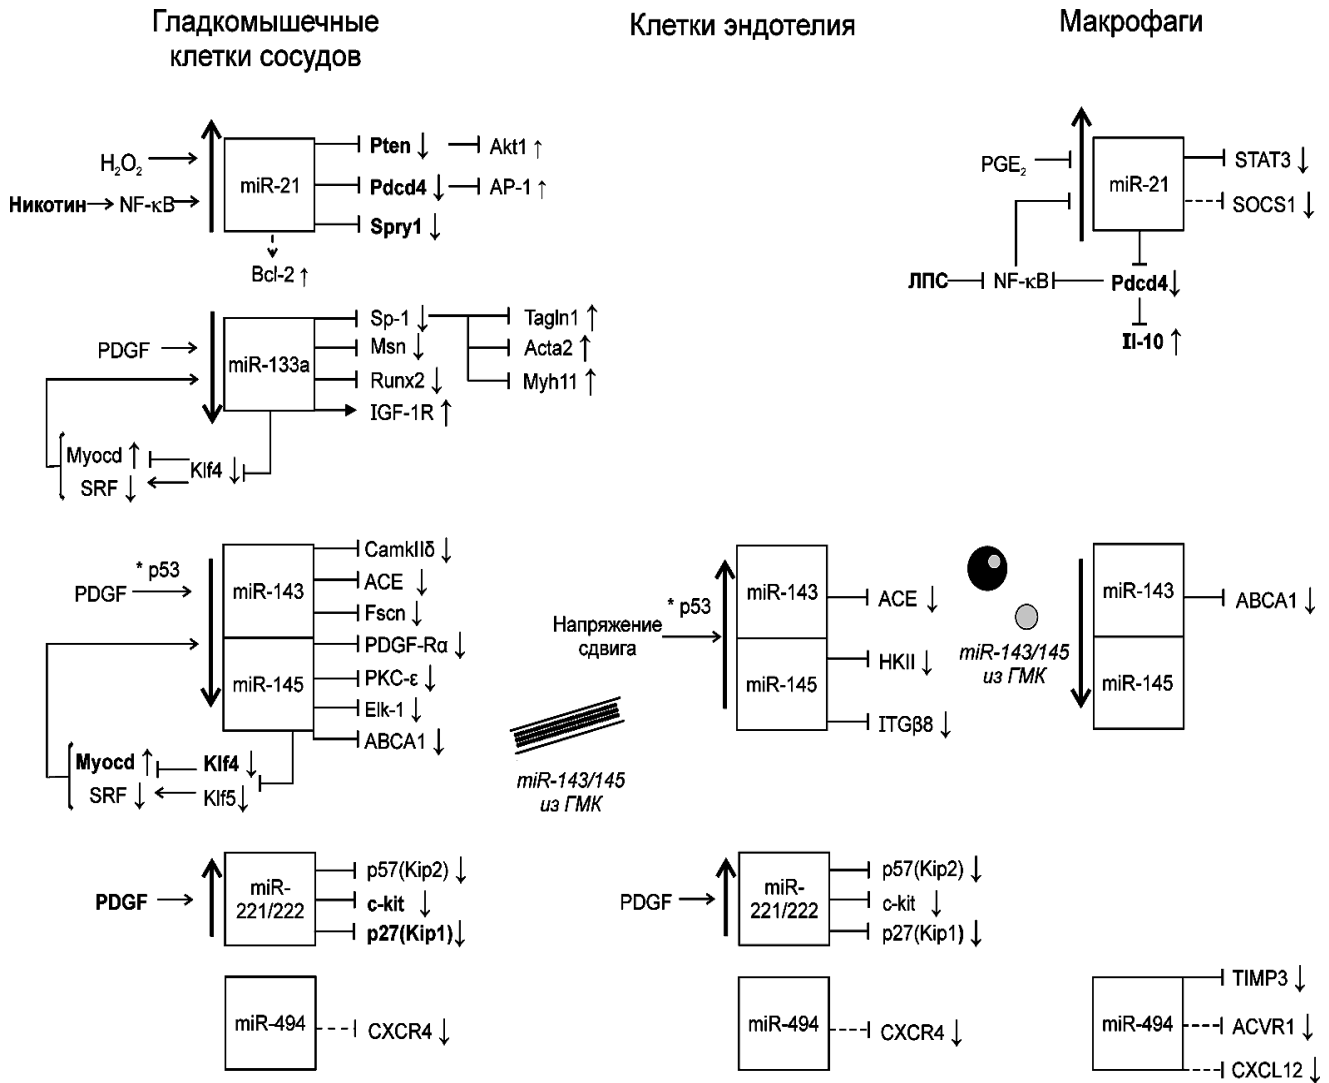 Гладкомышечные
клетки сосудов
Клетки эндотелия
Макрофаги
H₂O₂
Никотин
NF-κB
miR-21
Pten ↓
Akt1 ↑
Pdcd4 ↓
AP-1 ↑
Spry1 ↓
Bcl-2 ↑
PGE₂
miR-21
STAT3 ↓
SOCS1 ↓
ЛПС
NF-κB
Pdcd4 ↓
Il-10 ↑
PDGF
miR-133a
Sp-1 ↓
Tagln1 ↑
Msn ↓
Acta2 ↑
Runx2 ↓
Myh11 ↑
IGF-1R ↑
Myocd ↑
Klf4 ↓
SRF ↓
* p53
PDGF
miR-143
miR-145
CamkIIδ ↓
ACE ↓
Fscn ↓
PDGF-Rα ↓
PKC-ε ↓
Elk-1 ↓
ABCA1 ↓
Myocd ↑
Klf4 ↓
SRF ↓
Klf5 ↓
* p53
Напряжение
сдвига
miR-143/145
из ГМК
miR-143
miR-145
ACE ↓
HKII ↓
ITGβ8 ↓
miR-143/145
из ГМК
miR-143
miR-145
ABCA1 ↓
PDGF
miR-
221/222
p57(Kip2) ↓
c-kit ↓
p27(Kip1) ↓
PDGF
miR-
221/222
p57(Kip2) ↓
c-kit ↓
p27(Kip1) ↓
miR-494
CXCR4 ↓
miR-494
CXCR4 ↓
miR-494
TIMP3 ↓
ACVR1 ↓
CXCL12 ↓